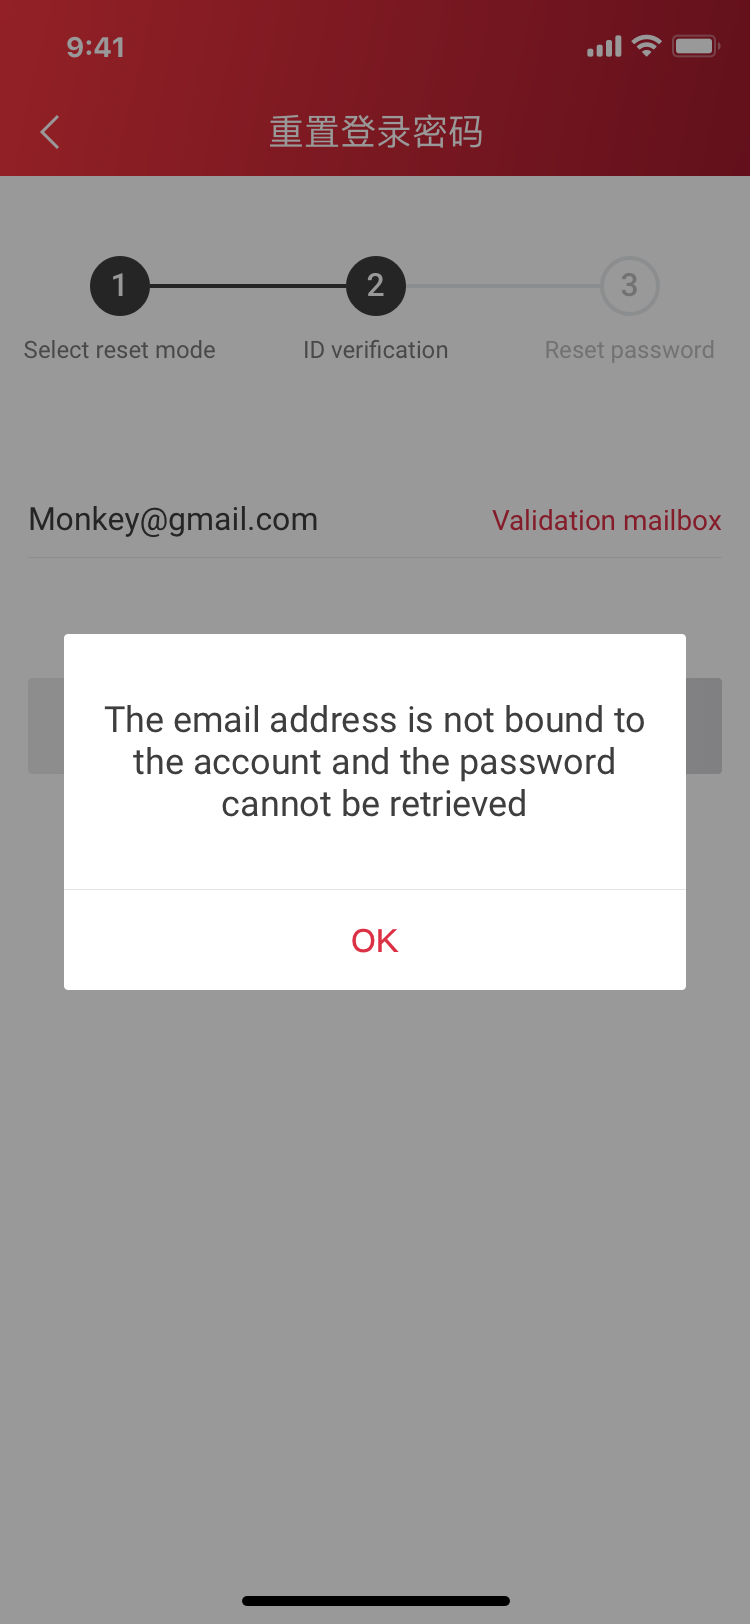 9:41
重置登录密码
1
2
3
Select reset mode
ID verification
Reset password
Monkey@gmail.com
Validation mailbox
The email address is not bound to
the account and the password
cannot be retrieved
OK